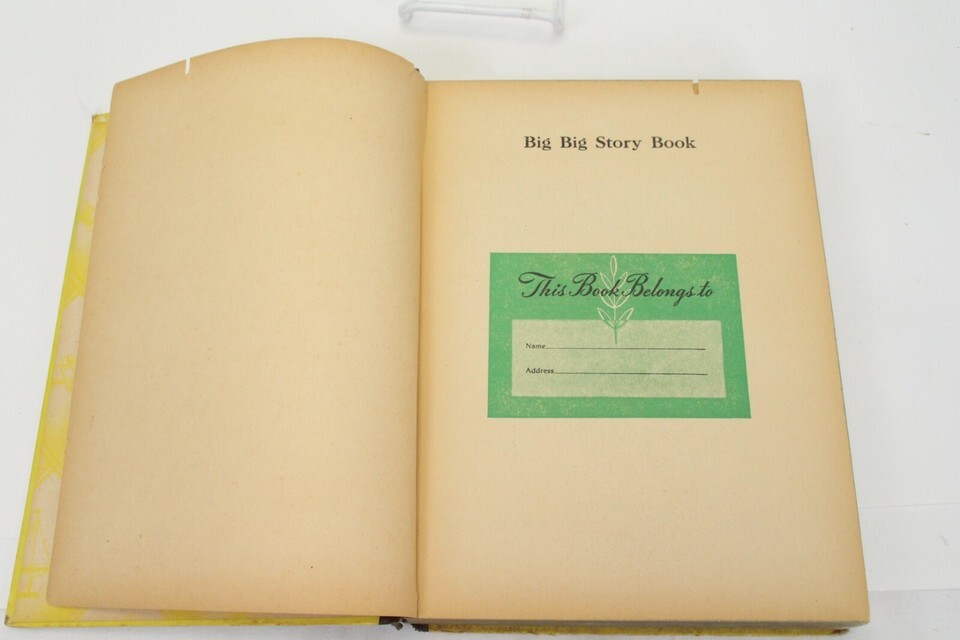 Big Big Story Book
This Book Belongs to
Name
Address